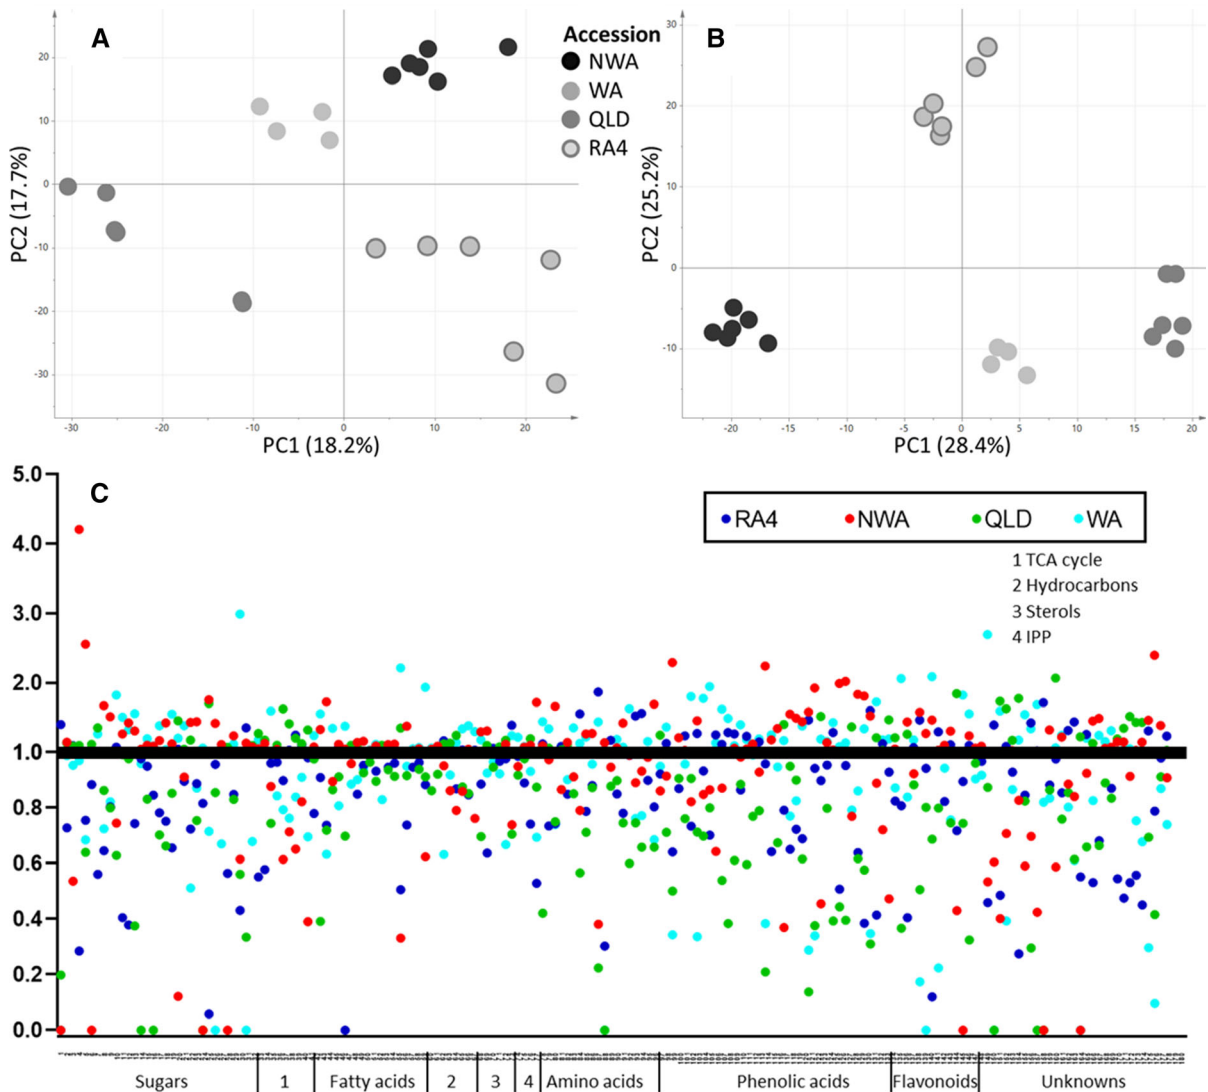 A
B
Accession
NWA
WA
QLD
RA4
20
10
0
-10
-20
-30
PC2 (17.7%)
-30
-20
-10
0
10
20
PC1 (18.2%)
30
20
10
0
-10
PC2 (25.2%)
-20
-15
-10
-5
0
5
10
15
20
PC1 (28.4%)
C
5.0
4.0
3.0
2.0
1.0
0.8
0.6
0.4
0.2
0.0
RA4 NWA QLD WA
1 TCA cycle
2 Hydrocarbons
3 Sterols
4 IPP
Sugars 1 Fatty acids 2 3 4 Amino acids Phenolic acids Flavonoids Unknowns